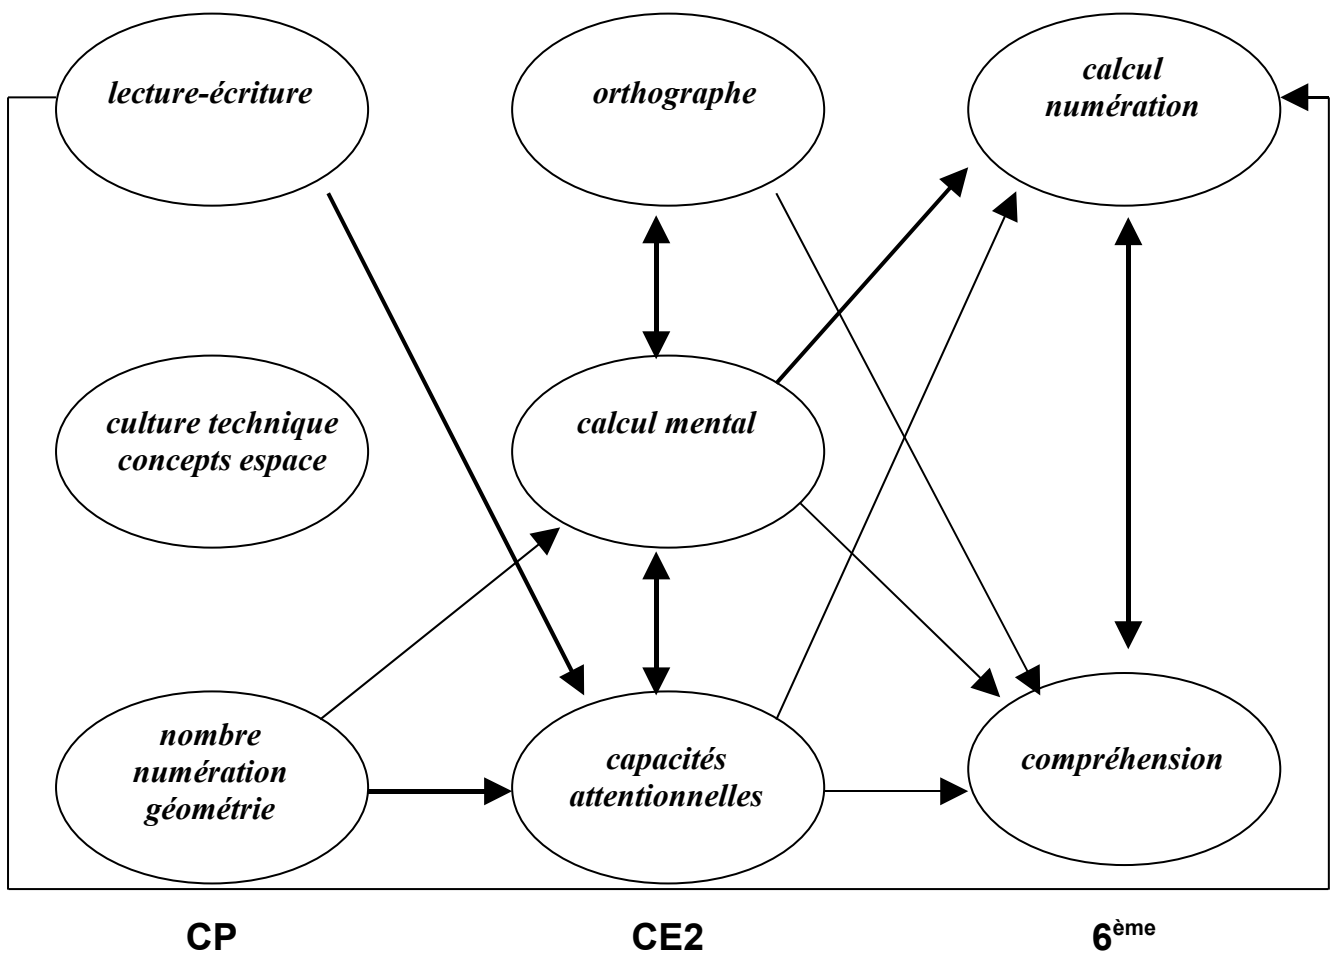 lecture-écriture
orthographe
calcul
numération
culture technique
concepts espace
calcul mental
nombre
numération
géométrie
capacités
attentionnelles
compréhension
CP
CE2
6ème